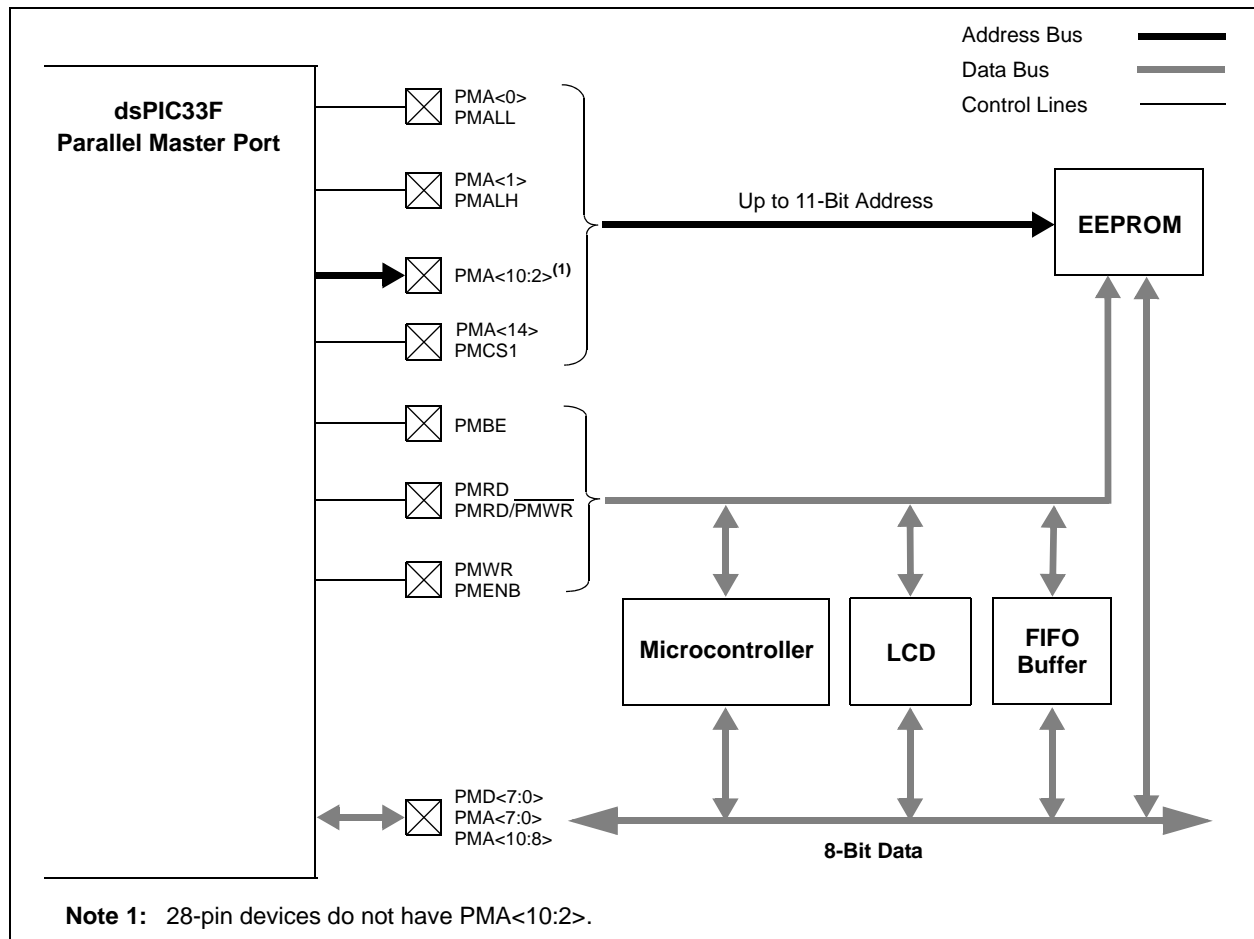 Address Bus
Data Bus
Control Lines
dsPIC33F
Parallel Master Port
PMA<0>
PMALL
PMA<1>
PMALH
PMA<10:2>(1)
PMA<14>
PMCS1
PMBE
PMRD
PMRD/PMWR
PMWR
PMENB
PMD<7:0>
PMA<7:0>
PMA<10:8>
Up to 11-Bit Address
EEPROM
Microcontroller
LCD
FIFO
Buffer
8-Bit Data
Note 1: 28-pin devices do not have PMA<10:2>.